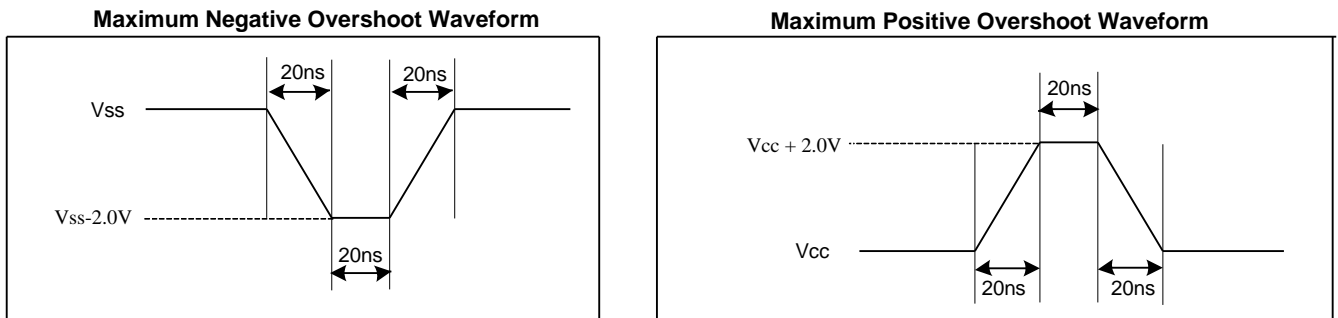 Maximum Negative Overshoot Waveform
20ns
20ns
Vss
Vss-2.0V
20ns
Maximum Positive Overshoot Waveform
20ns
Vcc + 2.0V
Vcc
20ns
20ns